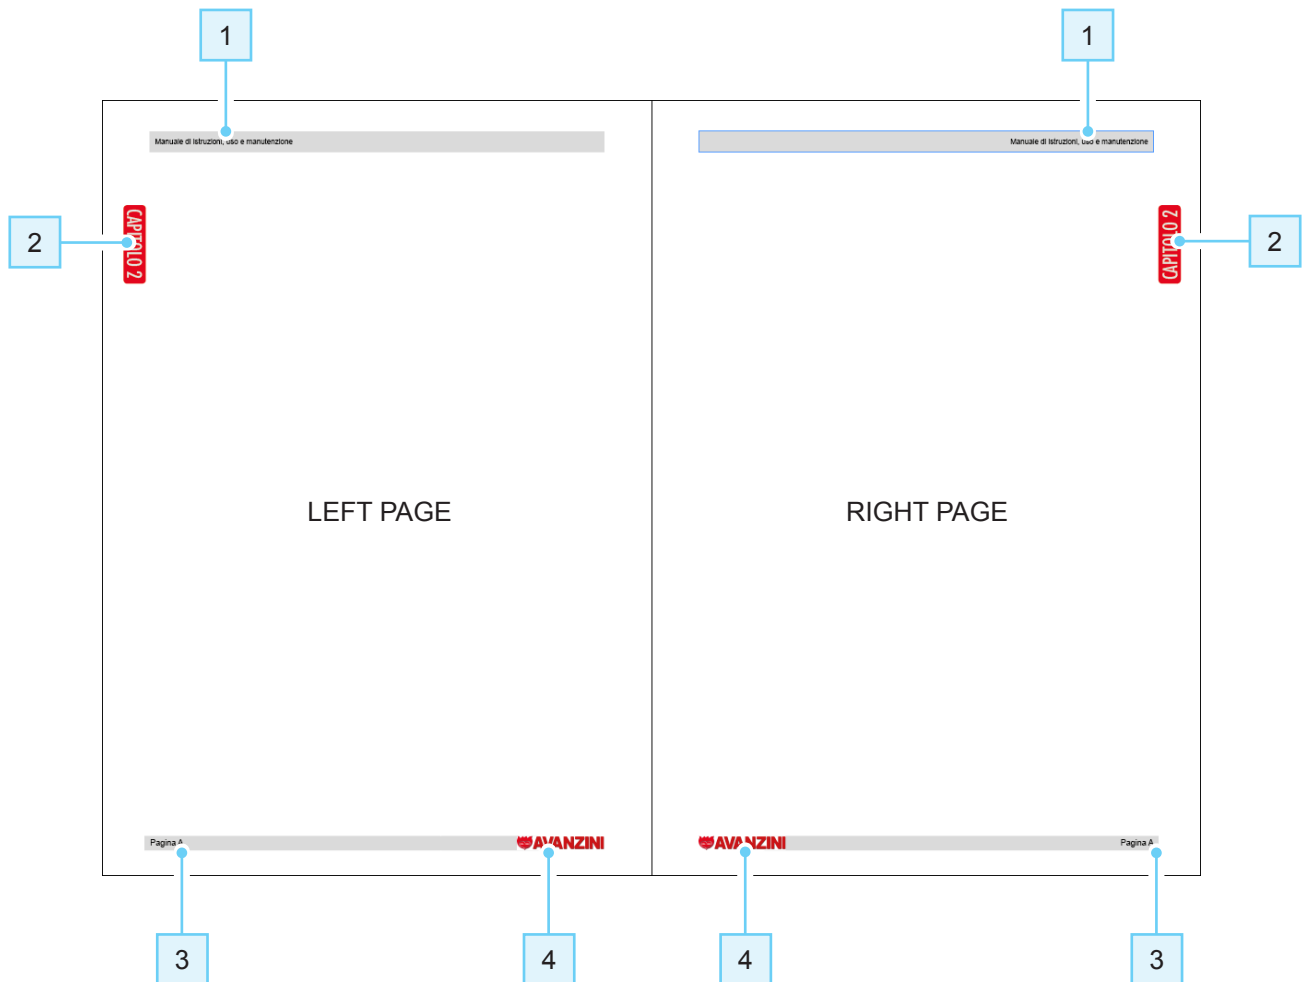 1
1
Manuale di istruzioni, uso e manutenzione
Manuale di istruzioni, uso e manutenzione
2
CAPITOLO 2
CAPITOLO 2
2
LEFT PAGE
RIGHT PAGE
Pagina A
AVANZINI
AVANZINI
Pagina A
3
4
4
3